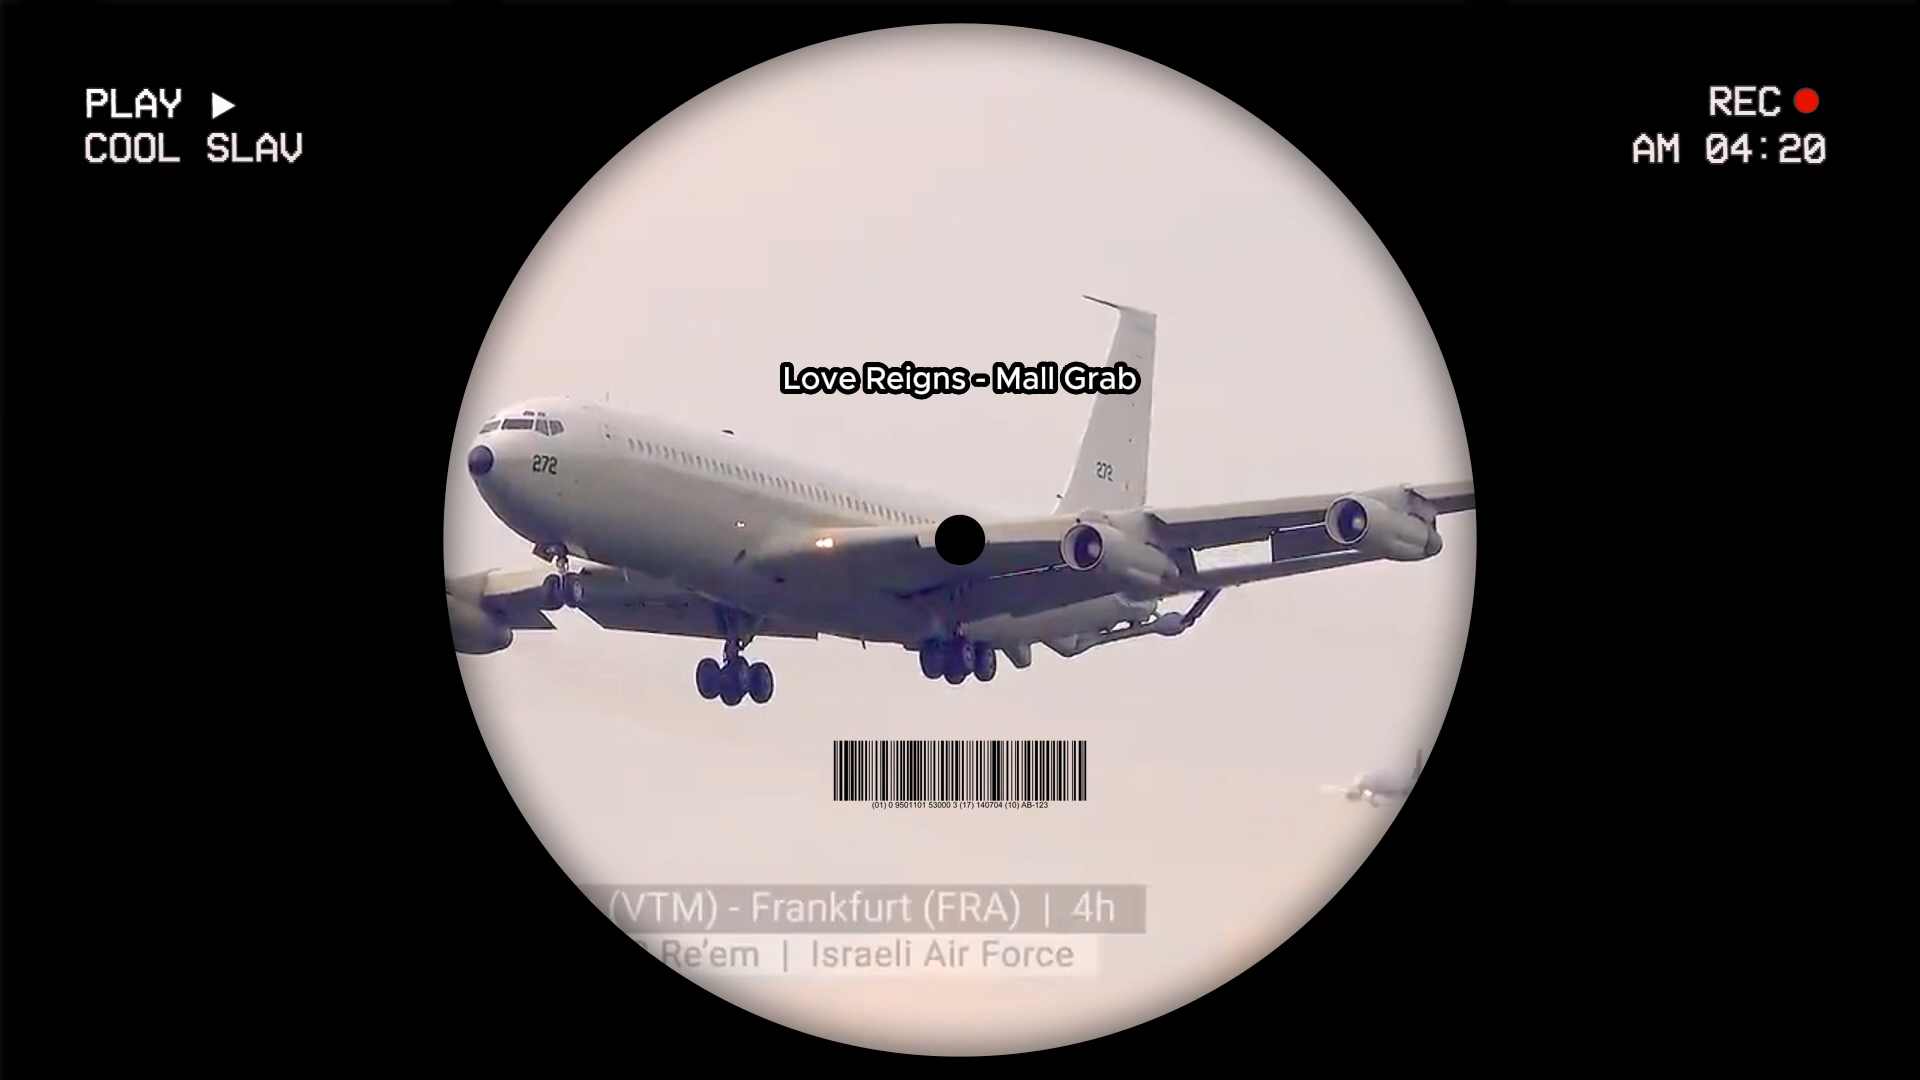 PLAY
COOL SLAV
REC
AM 04:20
Love Reigns - Mall Grab
272
272
(01) 0 9501101 53000 3 (17) 140704 (10) AB-123
(VTM) - Frankfurt (FRA) | 4h
Re'em | Israeli Air Force